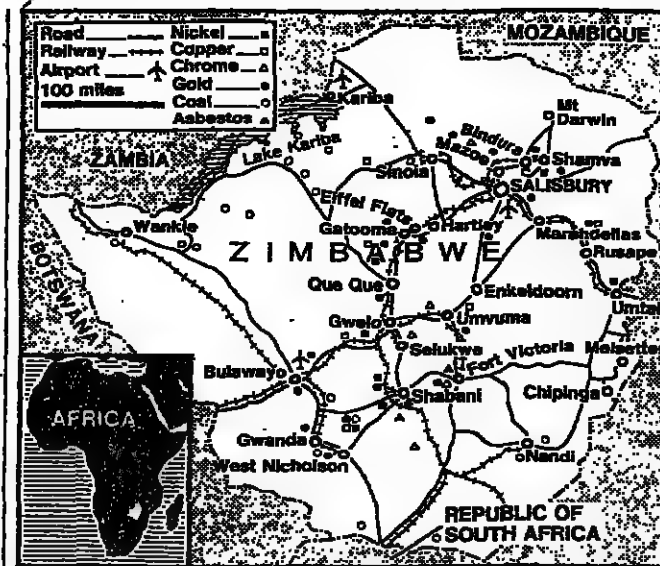 Road
Railway
Airport
100 miles
Nickel
Copper
Chrome
Gold
Coal
Asbestos
MOZAMBIQUE
Kariba
Mt
Darwin
ZAMBIA
Lake Kariba
Bindura
Mazoe
Shamva
Sinoia
SALISBURY
Eiffel Flats
Wankie
Gatooma
Hartley
Marandellas
BOTSWANA
ZIMBABWE
Rusape
Que Que
Enkeldoorn
Umtali
Gwelo
Umvuma
Melsetter
Selukwe
Fort Victoria
Bulawayo
AFRICA
Shabani
Chipinga
Gwanda
West Nicholson
Nandi
REPUBLIC OF
SOUTH AFRICA